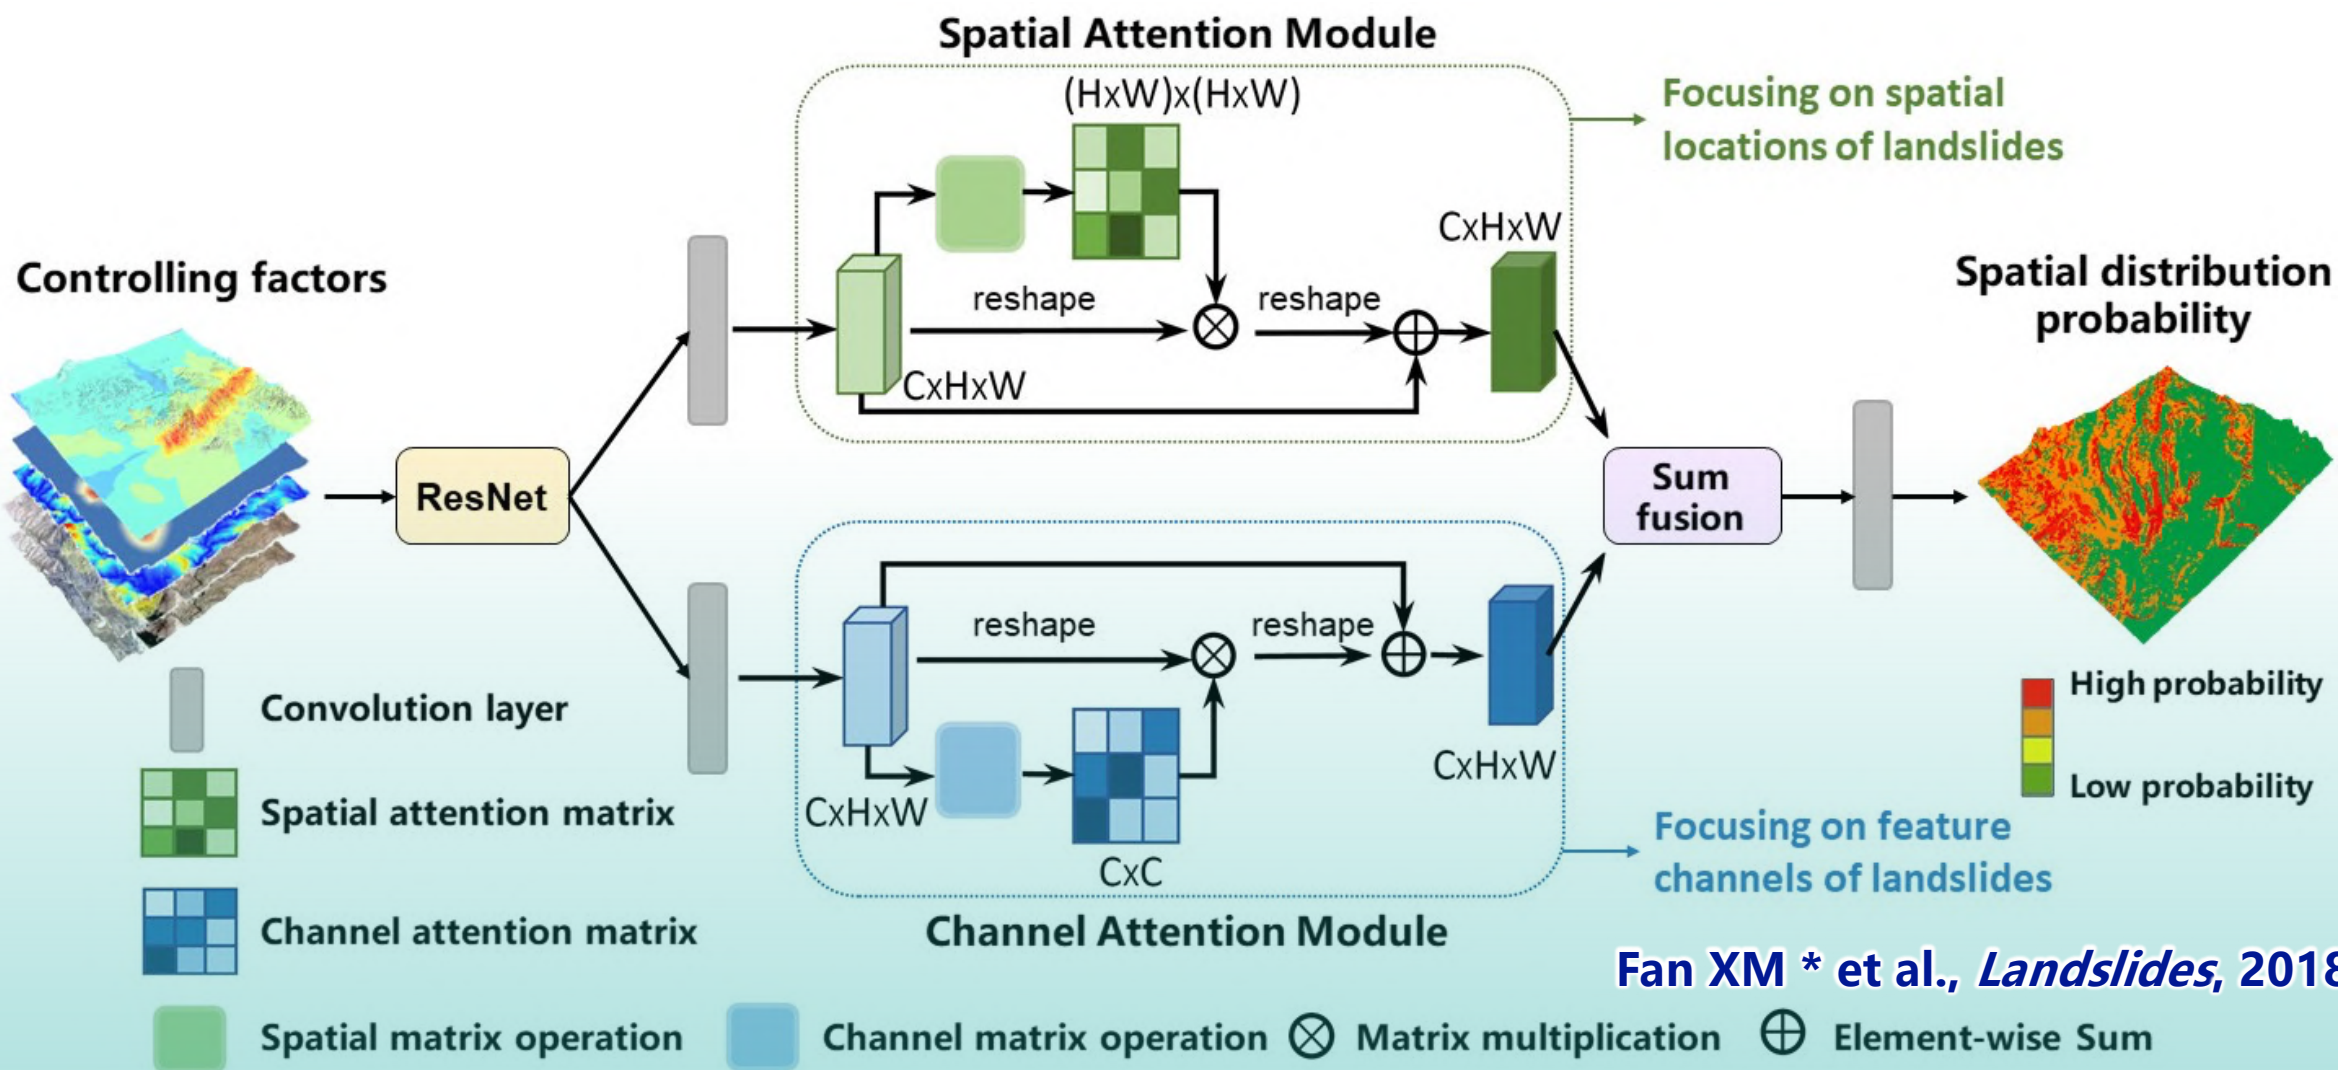 Spatial Attention Module
(HxW)x(HxW)
Focusing on spatial
locations of landslides
CxHxW
Controlling factors
reshape
reshape
CxHxW
Spatial distribution
probability
ResNet
Sum
fusion
reshape
reshape
CxHxW
CxHxW
CxC
High probability
Low probability
Focusing on feature
channels of landslides
Channel Attention Module
Convolution layer
Spatial attention matrix
Channel attention matrix
Fan XM * et al., Landslides, 2018
Spatial matrix operation
Channel matrix operation
Matrix multiplication
Element-wise Sum